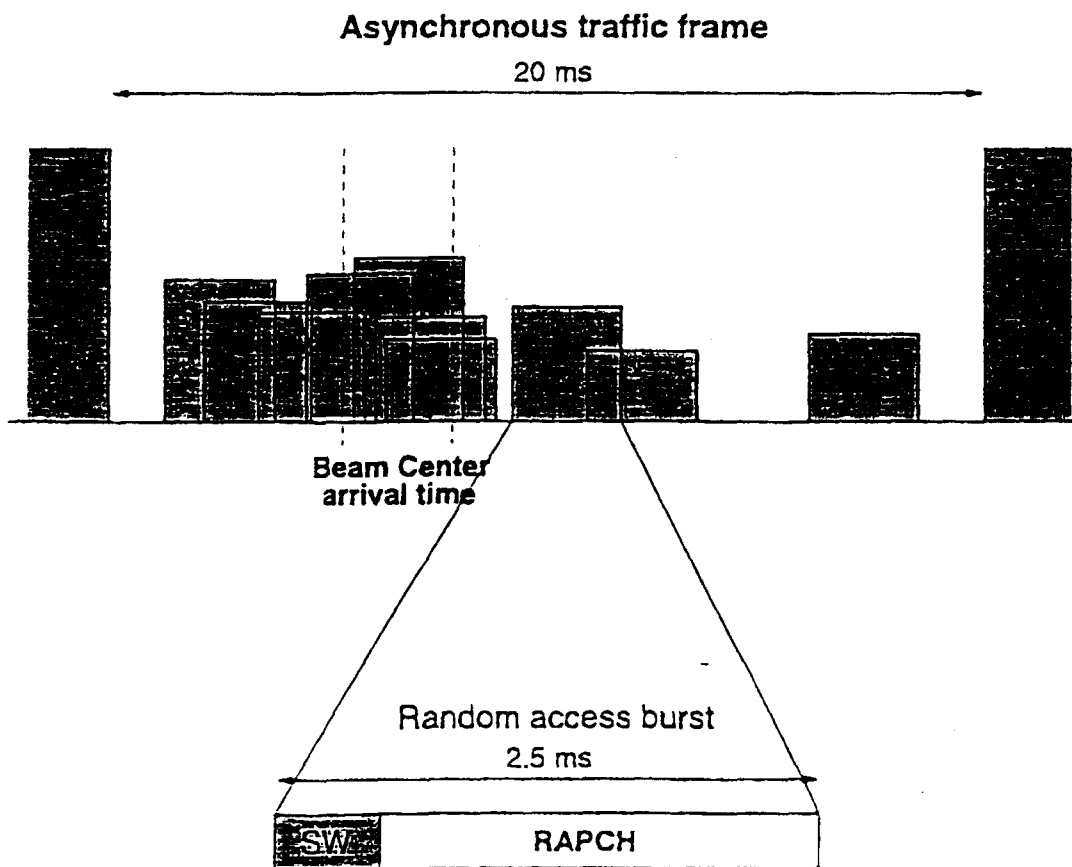 Asynchronous traffic frame
20 ms
Beam Center
arrival time
Random access burst
2.5 ms
SW
RAPCH